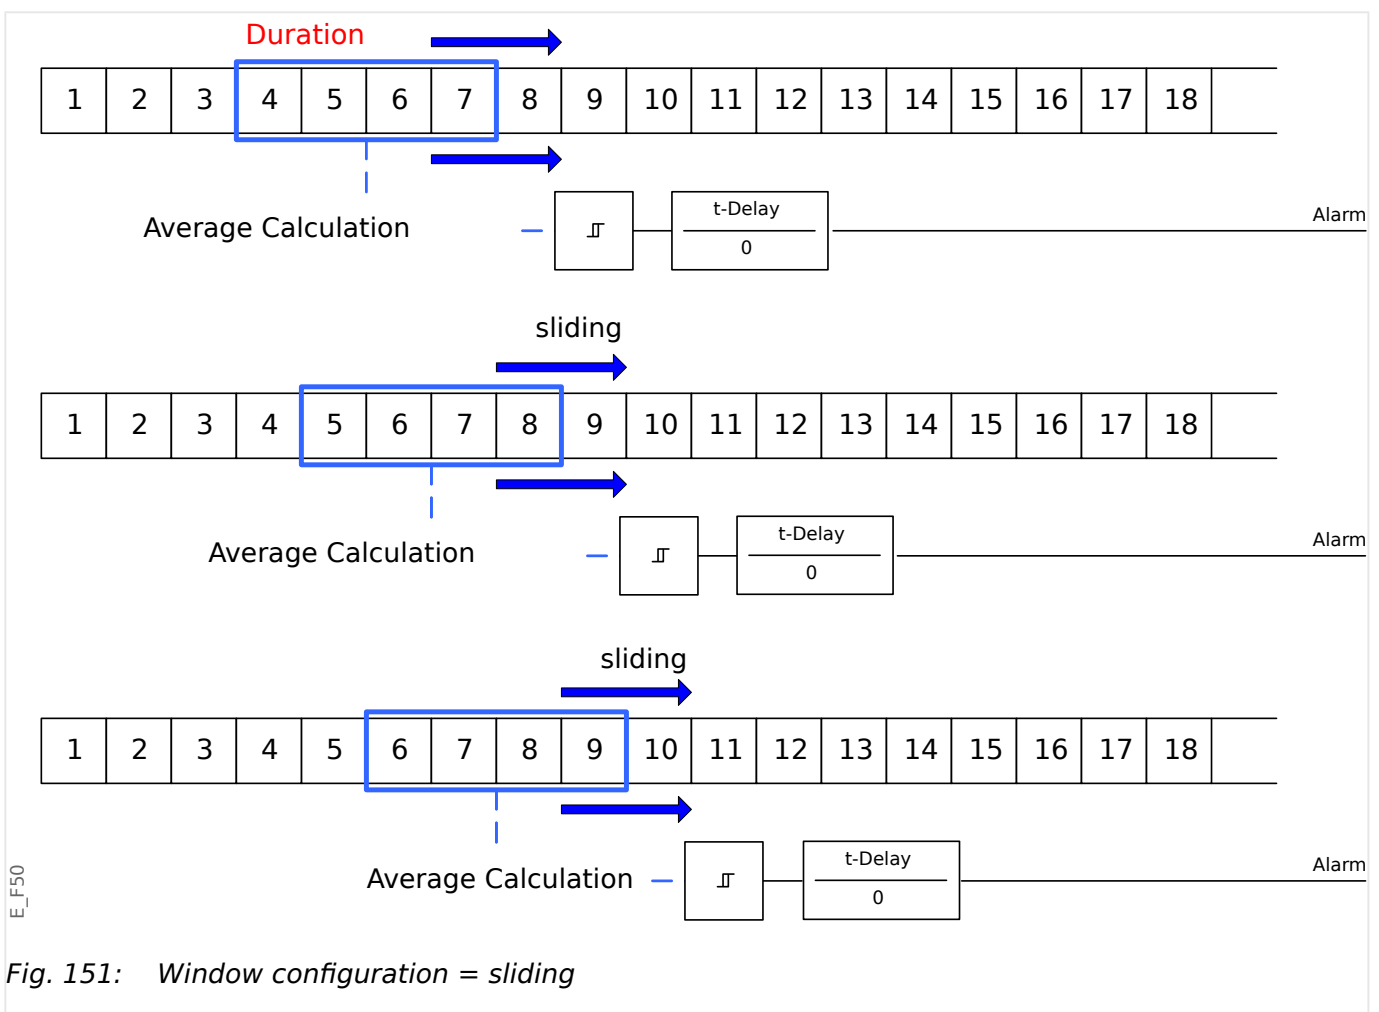 Duration
1 2 3 4 5 6 7 8 9 10 11 12 13 14 15 16 17 18
t-Delay
Average Calculation
0
Alarm
sliding
1 2 3 4 5 6 7 8 9 10 11 12 13 14 15 16 17 18
t-Delay
Average Calculation
0
Alarm
sliding
1 2 3 4 5 6 7 8 9 10 11 12 13 14 15 16 17 18
t-Delay
Average Calculation
0
Alarm
E_F50
Fig. 151: Window configuration = sliding